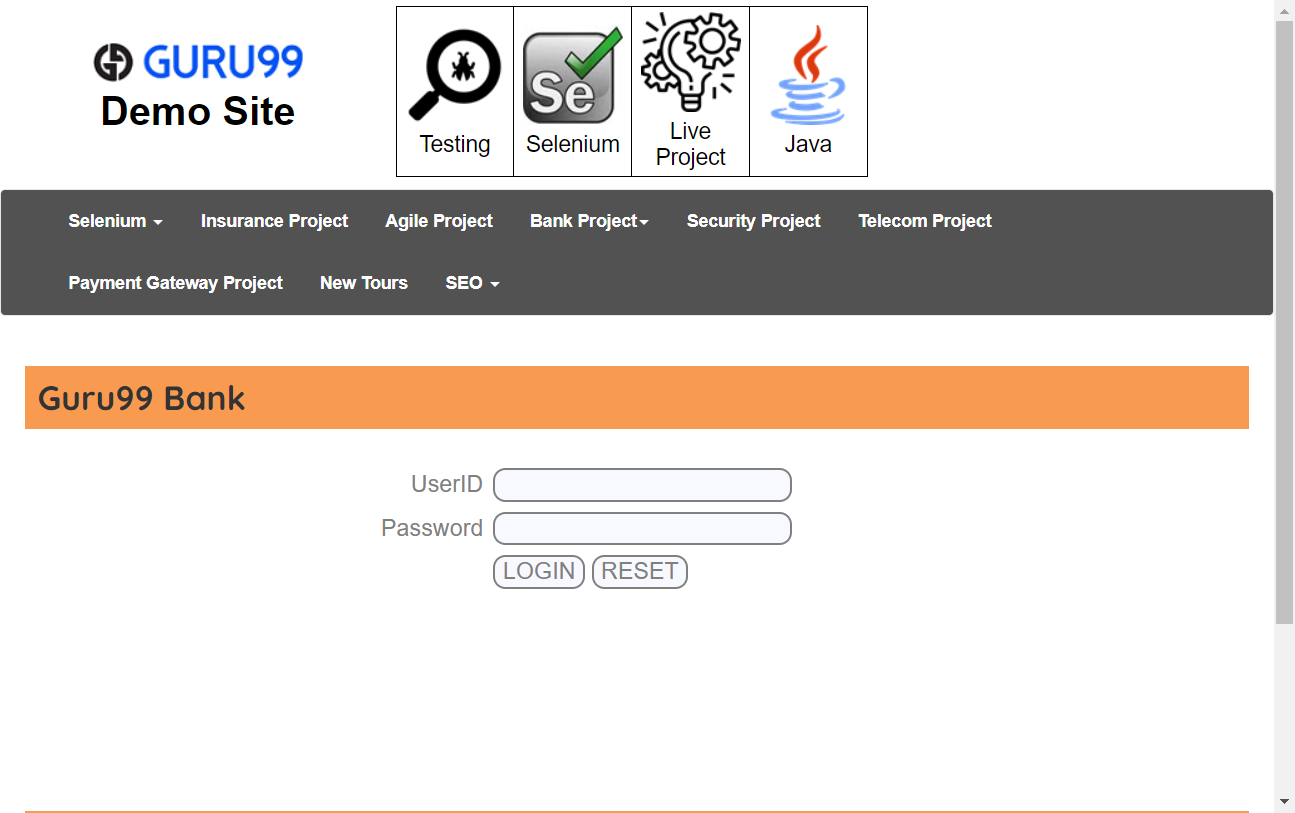 GURU99
Demo Site
Testing
Se
Selenium
Live
Project
Java
Selenium Insurance Project Agile Project Bank Project Security Project Telecom Project
Payment Gateway Project New Tours SEO
Guru99 Bank
UserID
Password
LOGIN RESET